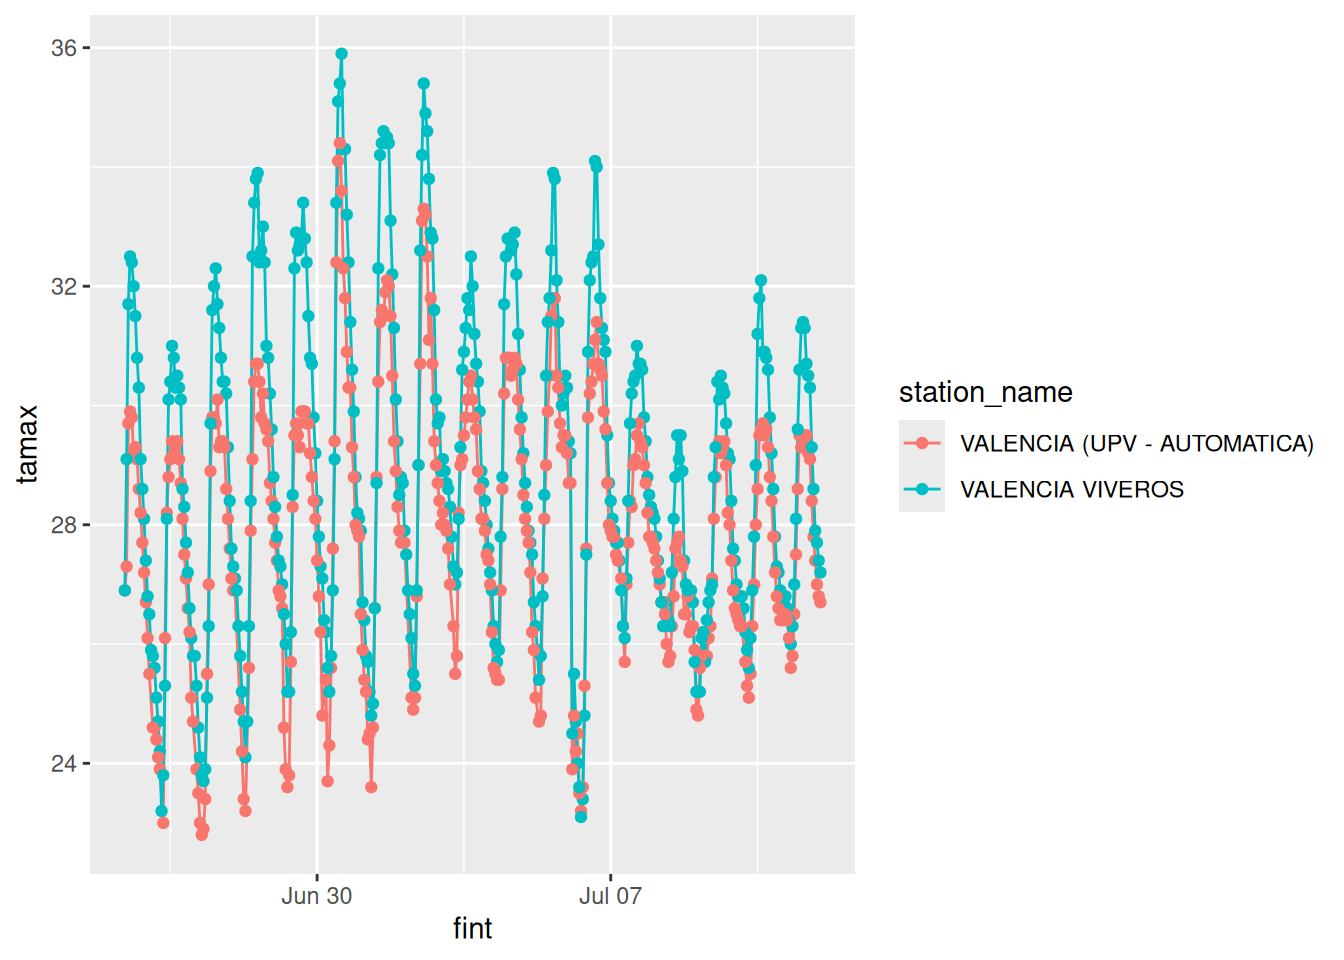 36
32
28
24
tamax
Jun 30
Jul 07
fint
station_name
VALENCIA (UPV - AUTOMATICA)
VALENCIA VIVEROS